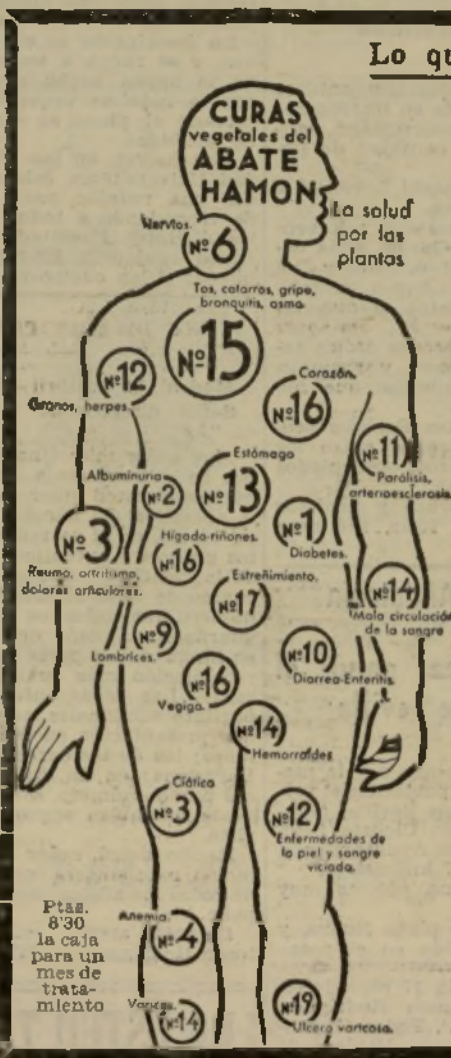 Lo qu
CURAS
vegetales del
ABATE
HAMON
La salud
por las
plantas
Nervios.
Nº6
Tos, catarros, gripe,
bronquitis, asma.
Nº15
Nº12
Granos, herpes.
Corazón.
Nº16
Nº11
Parálisis,
arterioesclerosis.
Albuminuria
Nº2
Estómago
Nº13
Nº1
Diabetes.
Nº3
Reuma, artritismo,
dolores articulares.
Hígado-riñones.
Nº16
Estreñimiento.
Nº17
Nº14
Mala circulación
de la sangre
Nº9
Lombrices.
Nº10
Diarrea-Enteritis.
Nº16
Vegiga.
Nº14
Hemorroides
Ciática
Nº3
Nº12
Enfermedades de
la piel y sangre
viciada.
Ptas.
8'30
la caja
para un
mes de
trata-
miento
Anemia.
Nº4
Varices.
Nº14
Nº19
Ulcera varicosa.